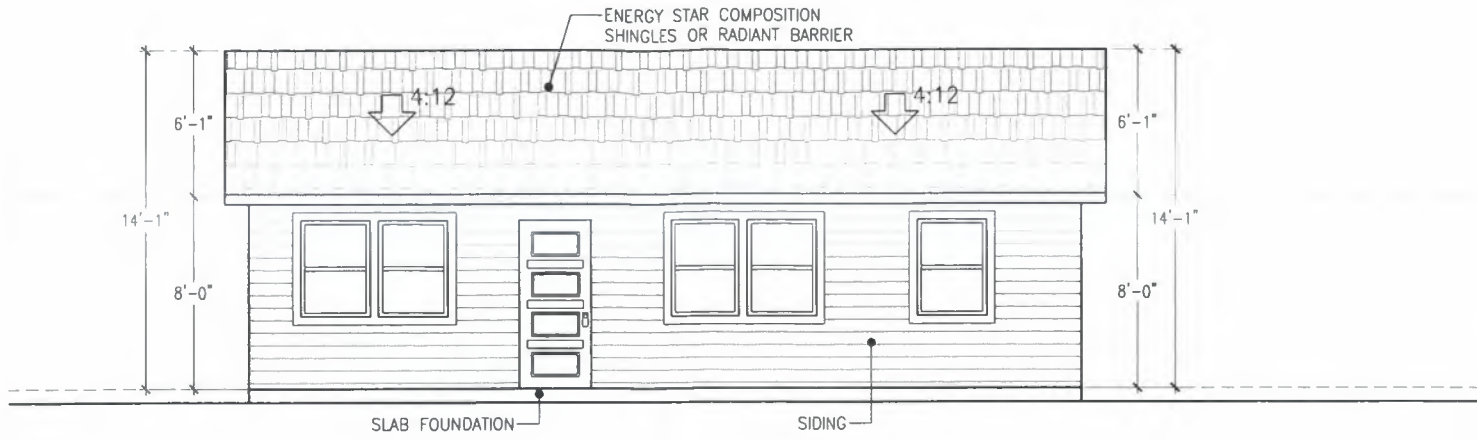 ENERGY STAR COMPOSITION
SHINGLES OR RADIANT BARRIER
4:12
4:12
6'-1"
6'-1"
14'-1"
14'-1"
8'-0"
8'-0"
SLAB FOUNDATION
SIDING